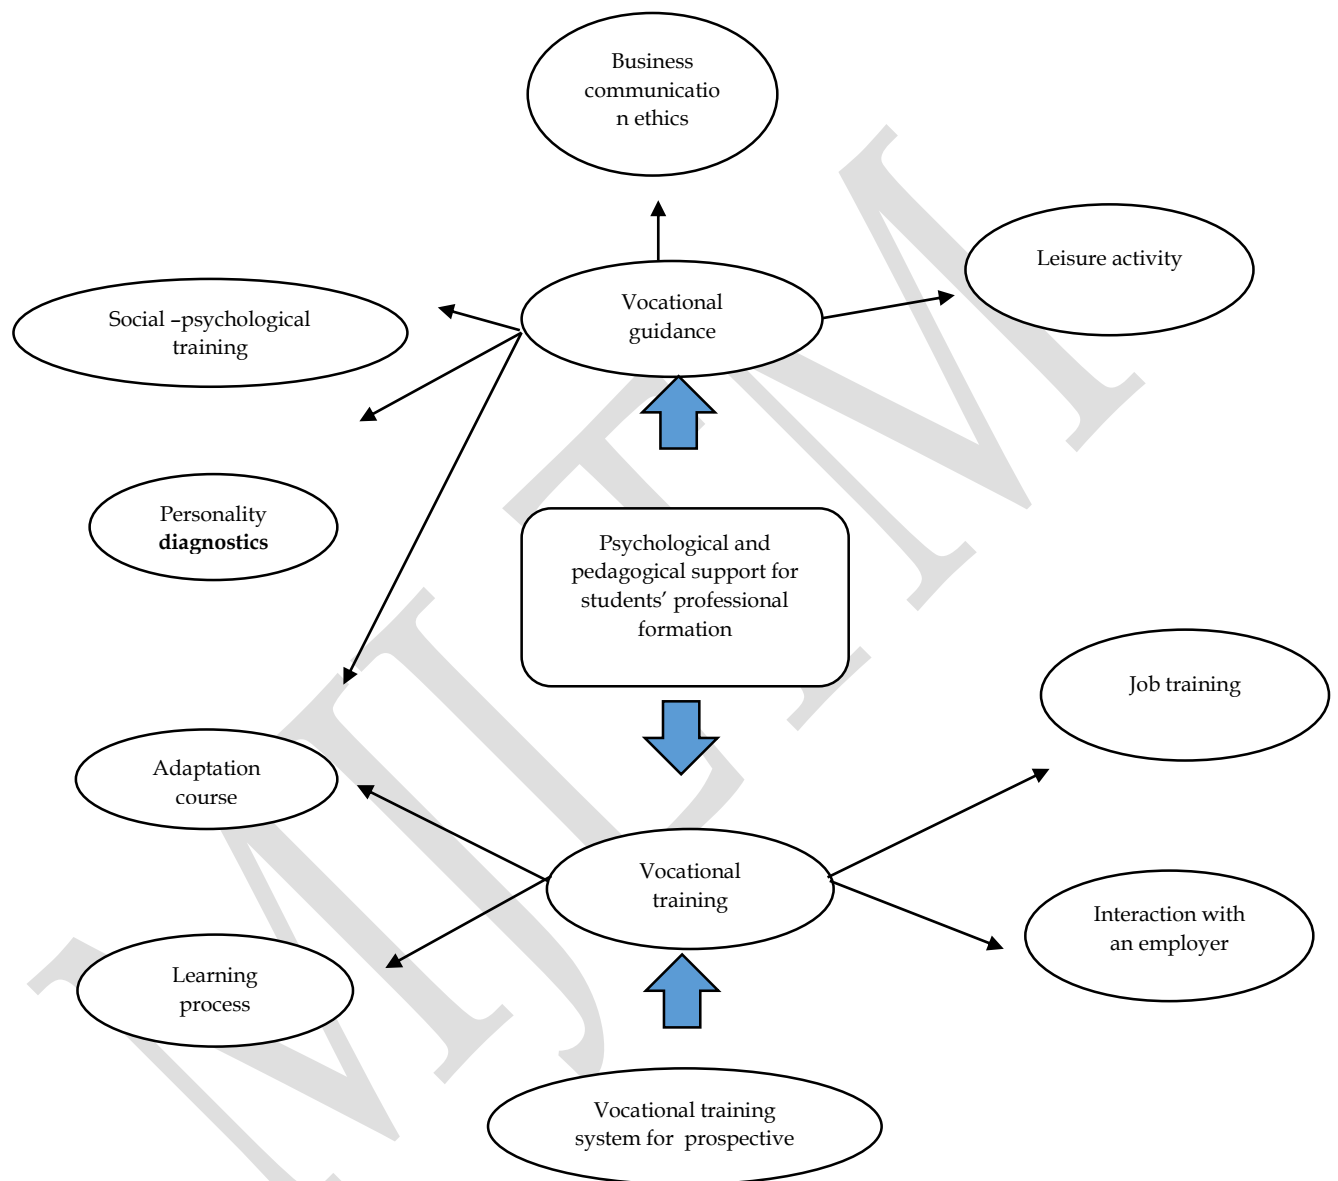 Business
communicatio
n ethics
Leisure activity
Vocational
guidance
Social –psychological
training
Personality
diagnostics
Psychological and
pedagogical support for
students’ professional
formation
Job training
Adaptation
course
Vocational
training
Interaction with
an employer
Learning
process
Vocational training
system for prospective
MJLTM